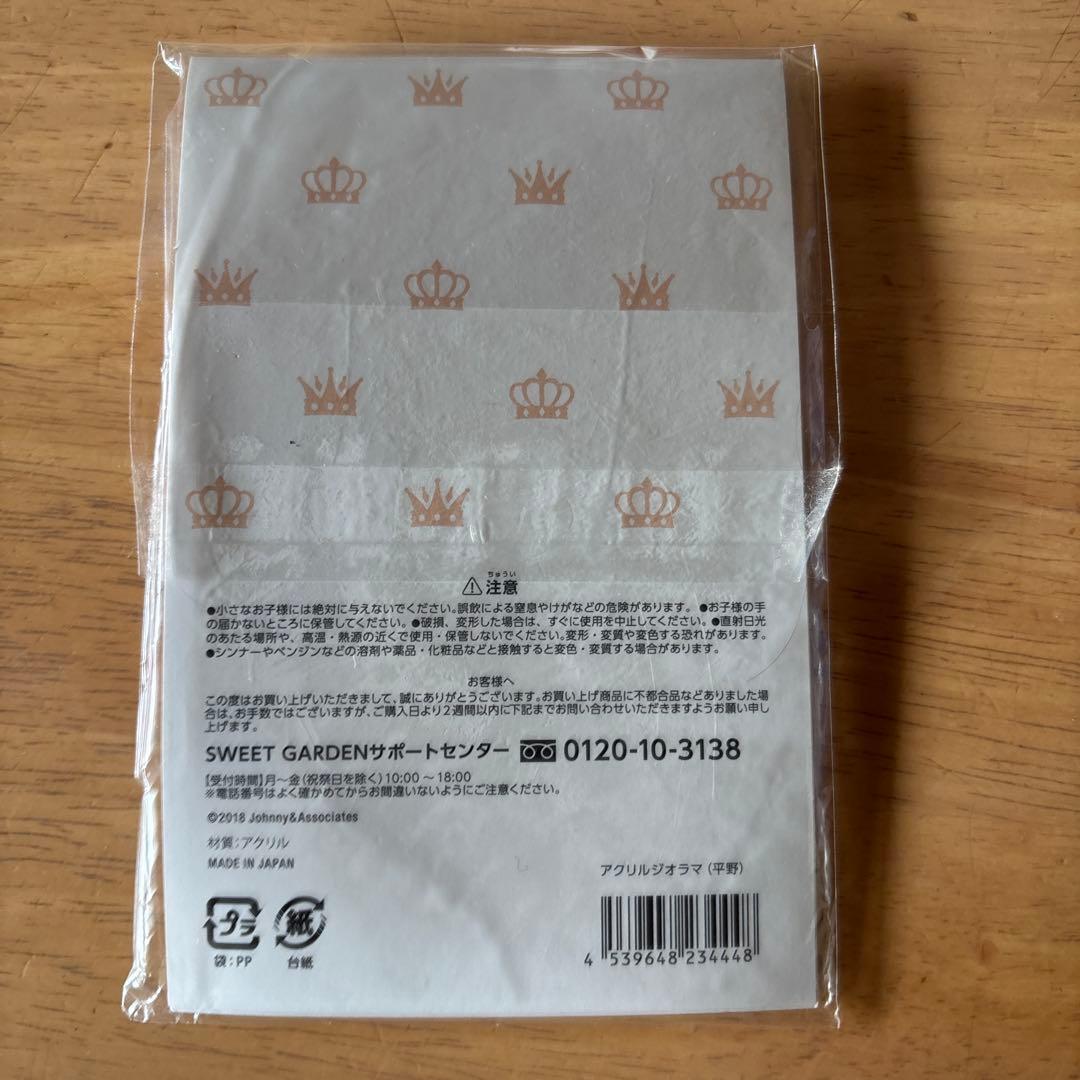 ちゅうい
注意
●小さなお子様には絶対に与えないでください。誤飲による窒息やけがなどの危険があります。 ●お子様の手
の届かないところに保管してください。●破損、変形した場合は、すぐに使用を中止してください。●直射日光
のあたる場所や、高温・熱源の近くで使用・保管しないでください。変形・変質や変色する恐れがあります。
●シンナーやベンジンなどの溶剤や薬品・化粧品などと接触すると変色・変質する場合があります。
お客様へ
この度はお買い上げいただきまして、誠にありがとうございます。お買い上げ商品に不都合品などありました場
合は、お手数ではございますが、ご購入日より2週間以内に下記までお問い合わせいただきますようお願い申し
上げます。
SWEET GARDENサポートセンター 0120-10-3138
【受付時間】月～金(祝祭日を除く)10:00～18:00
※電話番号はよく確かめてからお間違いないようにご注意ください。
©2018 Johnny&Associates
材質:アクリル
MADE IN JAPAN
アクリルジオラマ(平野)
プラ 紙
袋:PP 台紙
4 539648 234448